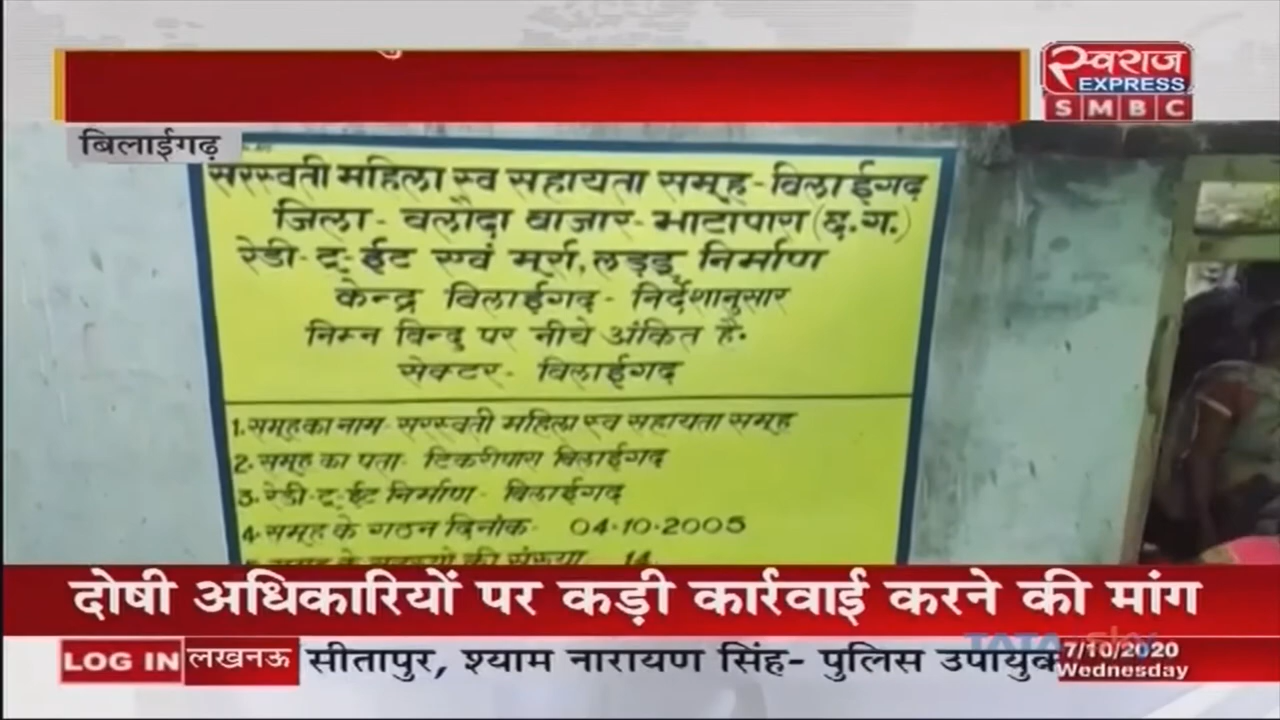 स्वराज
EXPRESS
SMBC
बिलाईगढ़
सरस्वती महिला स्व सहायता समूह-बिलाईगढ़
जिला- बलौदा बाजार- भाटापारा (छ.ग.)
रेडी-टू-ईट एवं मूर्रा, लड्डू निर्माण
केन्द्र बिलाईगढ़- निर्देशानुसार
निम्न बिन्दु पर नीचे अंकित है.
सेक्टर- बिलाईगढ़
1. समूह का नाम- सरस्वती महिला स्व सहायता समूह
2. समूह का पता- टिकरीपारा बिलाईगढ़
3. रेडी-टू-ईट निर्माण- बिलाईगढ़
4. समूह के गठन दिनांक- 04-10-2005
की संख्या 14
दोषी अधिकारियों पर कड़ी कार्रवाई करने की मांग
TATA sky
LOG IN लखनऊ सीतापुर, श्याम नारायण सिंह- पुलिस उपायुक
7/10/2020
Wednesday